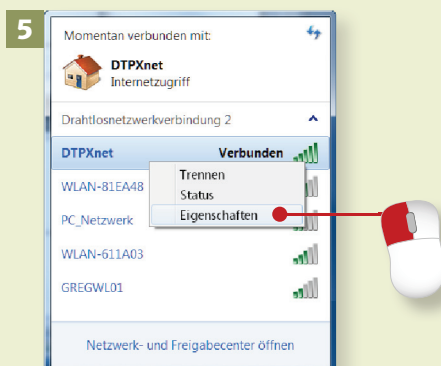 5
Momentan verbunden mit:
DTPXnet
Internetzugriff
Drahtlosnetzwerkverbindung 2
DTPXnet Verbunden
Trennen
WLAN-81EA48
Status
PC_Netzwerk
Eigenschaften
WLAN-611A03
GREGWL01
Netzwerk- und Freigabecenter öffnen